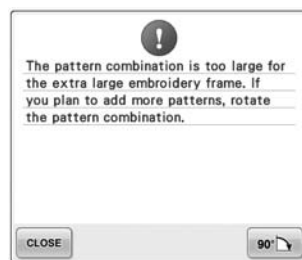 The pattern combination is too large for
the extra large embroidery frame. If
you plan to add more patterns, rotate
the pattern combination.
CLOSE
90°